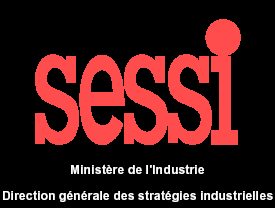 sessi
Ministère de l'Industrie
Direction générale des stratégies industrielles